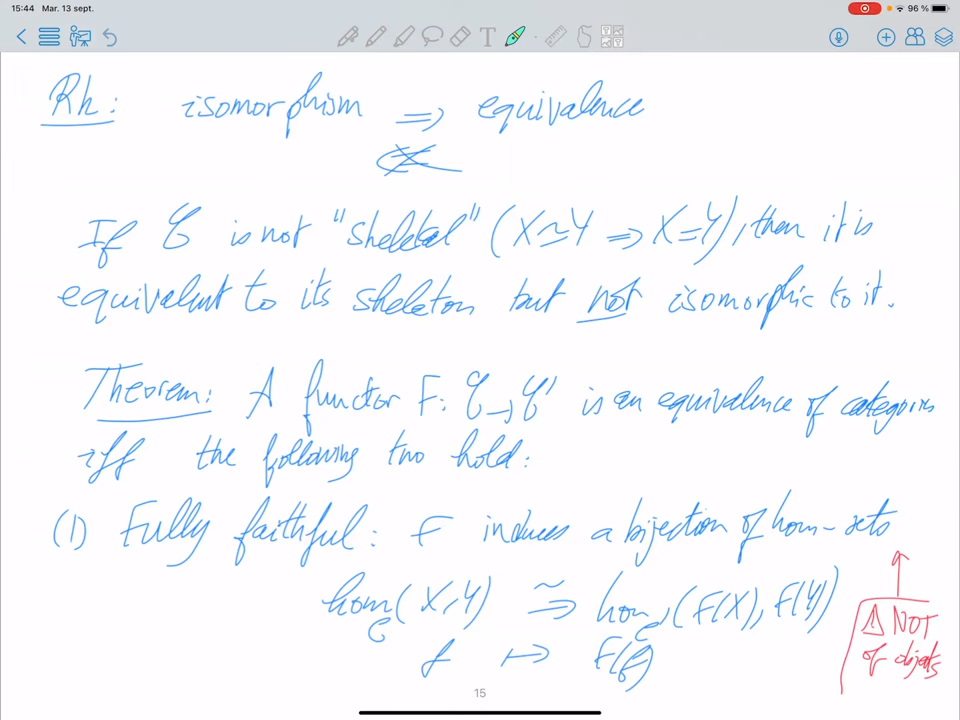 15:44 Mar. 13 sept. 96 %
Rk: isomorphism ⇒ equivalence
⇍
If 𝒞 is not "skeletal" (X ≃ Y ⇒ X = Y), then it is
equivalent to its skeleton but not isomorphic to it.
Theorem: A functor F: 𝒞 → 𝒞' is an equivalence of categories
iff the following two hold:
(1) Fully faithful: F induces a bijection of hom-sets
hom_𝒞(X, Y) ≃→ hom_𝒞'(F(X), F(Y))
f ↦ F(f)
⚠ NOT
of objects
15